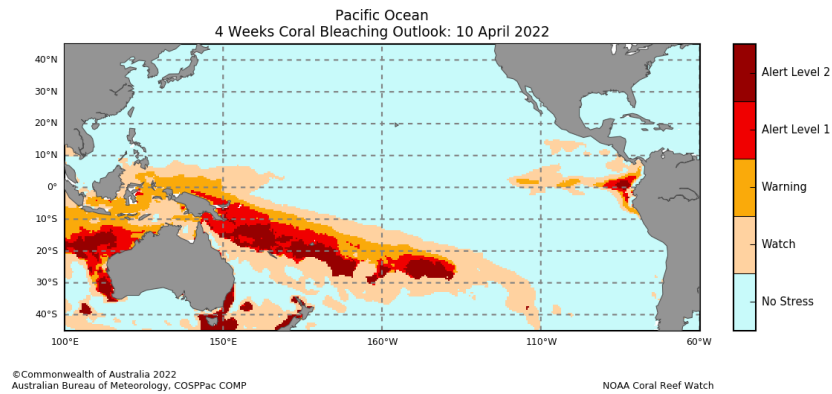 Pacific Ocean
4 Weeks Coral Bleaching Outlook: 10 April 2022
40°N
30°N
20°N
10°N
0°
10°S
20°S
30°S
40°S
100°E
150°E
160°W
110°W
60°W
Alert Level 2
Alert Level 1
Warning
Watch
No Stress
©Commonwealth of Australia 2022
Australian Bureau of Meteorology, COSPPac COMP
NOAA Coral Reef Watch